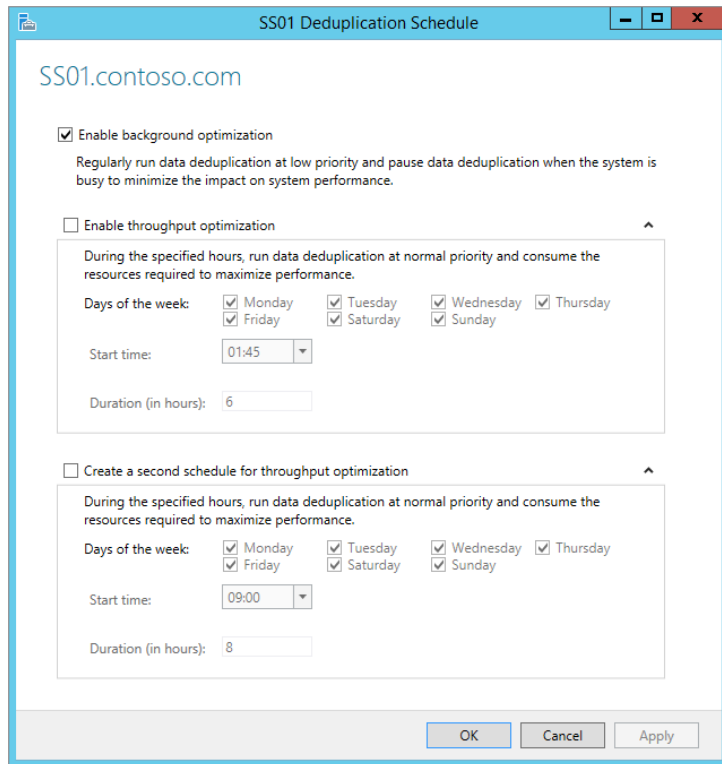 SS01 Deduplication Schedule
SS01.contoso.com
Enable background optimization
Regularly run data deduplication at low priority and pause data deduplication when the system is
busy to minimize the impact on system performance.
Enable throughput optimization
During the specified hours, run data deduplication at normal priority and consume the
resources required to maximize performance.
Days of the week: Monday Tuesday Wednesday Thursday
Friday Saturday Sunday
Start time: 01:45
Duration (in hours): 6
Create a second schedule for throughput optimization
During the specified hours, run data deduplication at normal priority and consume the
resources required to maximize performance.
Days of the week: Monday Tuesday Wednesday Thursday
Friday Saturday Sunday
Start time: 09:00
Duration (in hours): 8
OK Cancel Apply